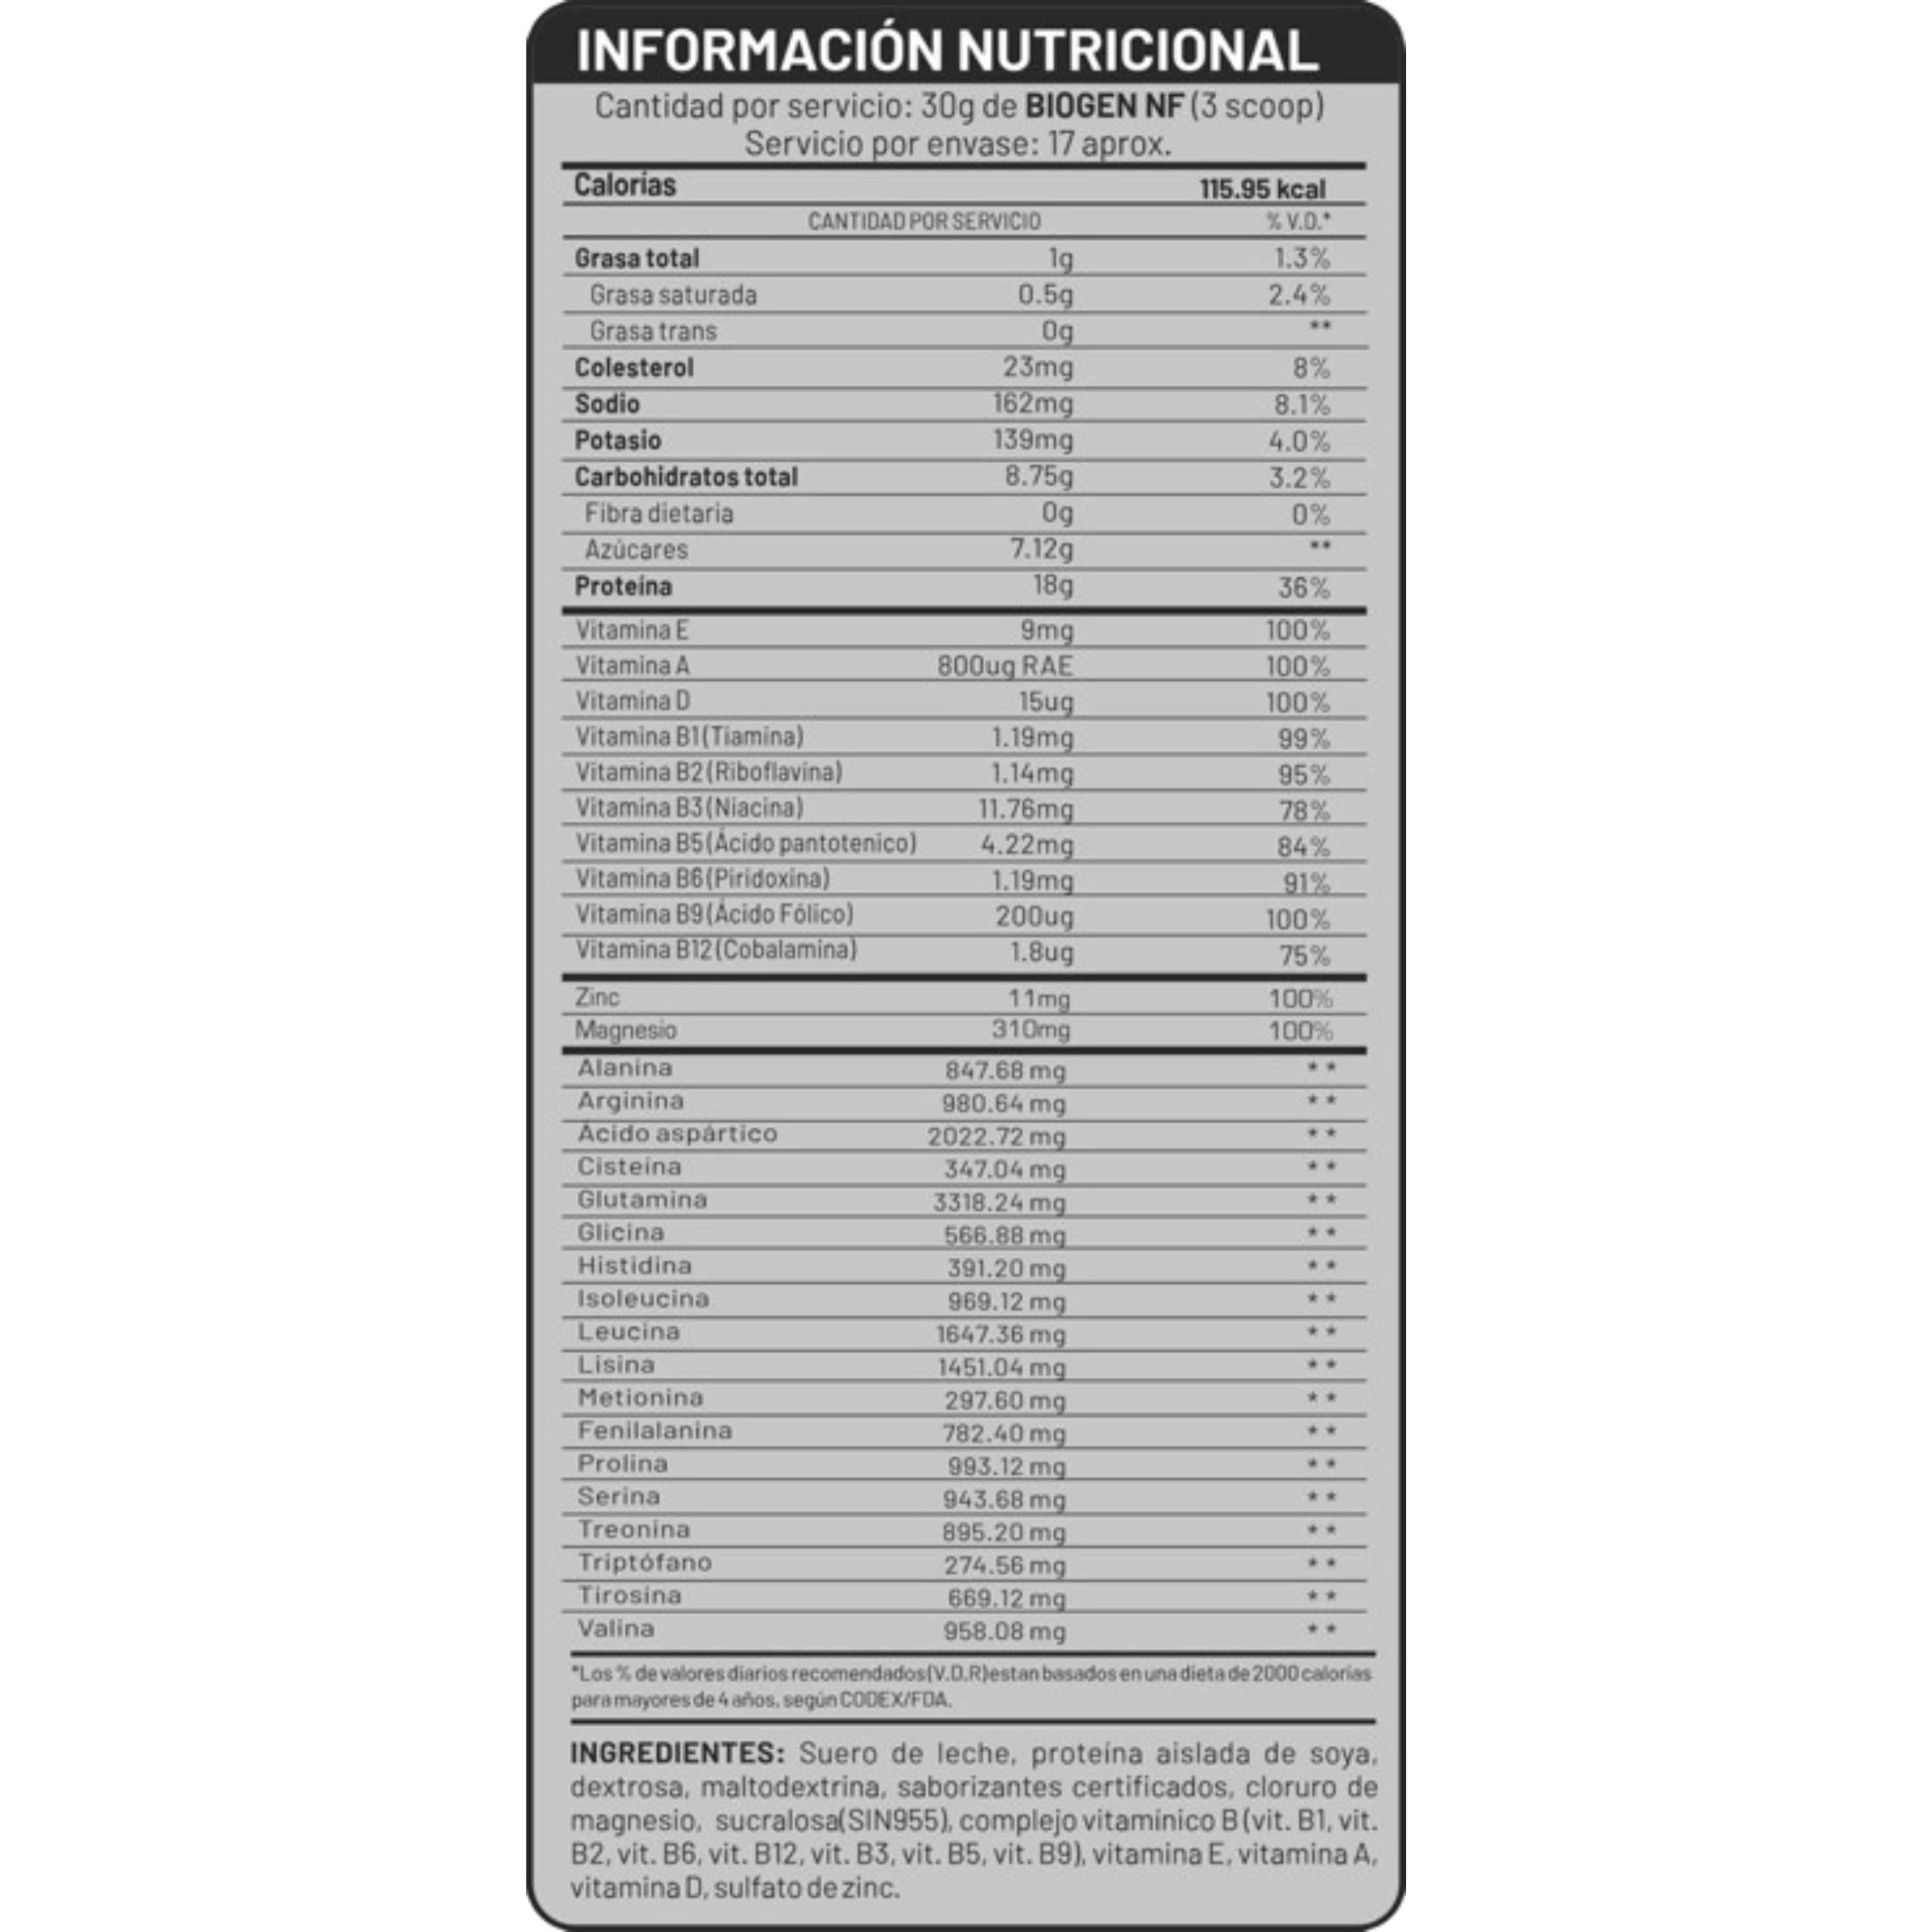 INFORMACIÓN NUTRICIONAL
Cantidad por servicio: 30g de BIOGEN NF (3 scoop)
Servicio por envase: 17 aprox.
Calorías 115.95 kcal
CANTIDAD POR SERVICIO % V.D.*
Grasa total 1g 1.3%
Grasa saturada 0.5g 2.4%
Grasa trans 0g **
Colesterol 23mg 8%
Sodio 162mg 8.1%
Potasio 139mg 4.0%
Carbohidratos total 8.75g 3.2%
Fibra dietaria 0g 0%
Azúcares 7.12g **
Proteína 18g 36%
Vitamina E 9mg 100%
Vitamina A 800ug RAE 100%
Vitamina D 15ug 100%
Vitamina B1 (Tiamina) 1.19mg 99%
Vitamina B2 (Riboflavina) 1.14mg 95%
Vitamina B3 (Niacina) 11.76mg 78%
Vitamina B5 (Ácido pantotenico) 4.22mg 84%
Vitamina B6 (Piridoxina) 1.19mg 91%
Vitamina B9 (Ácido Fólico) 200ug 100%
Vitamina B12 (Cobalamina) 1.8ug 75%
Zinc 11mg 100%
Magnesio 310mg 100%
Alanina 847.68 mg **
Arginina 980.64 mg **
Ácido aspártico 2022.72 mg **
Cisteína 347.04 mg **
Glutamina 3318.24 mg **
Glicina 566.88 mg **
Histidina 391.20 mg **
Isoleucina 969.12 mg **
Leucina 1647.36 mg **
Lisina 1451.04 mg **
Metionina 297.60 mg **
Fenilalanina 782.40 mg **
Prolina 993.12 mg **
Serina 943.68 mg **
Treonina 895.20 mg **
Triptófano 274.56 mg **
Tirosina 669.12 mg **
Valina 958.08 mg **
*Los % de valores diarios recomendados (V.D.R) estan basados en una dieta de 2000 calorías
para mayores de 4 años, según CODEX/FDA.
INGREDIENTES: Suero de leche, proteína aislada de soya,
dextrosa, maltodextrina, saborizantes certificados, cloruro de
magnesio, sucralosa(SIN955), complejo vitamínico B (vit. B1, vit.
B2, vit. B6, vit. B12, vit. B3, vit. B5, vit. B9), vitamina E, vitamina A,
vitamina D, sulfato de zinc.